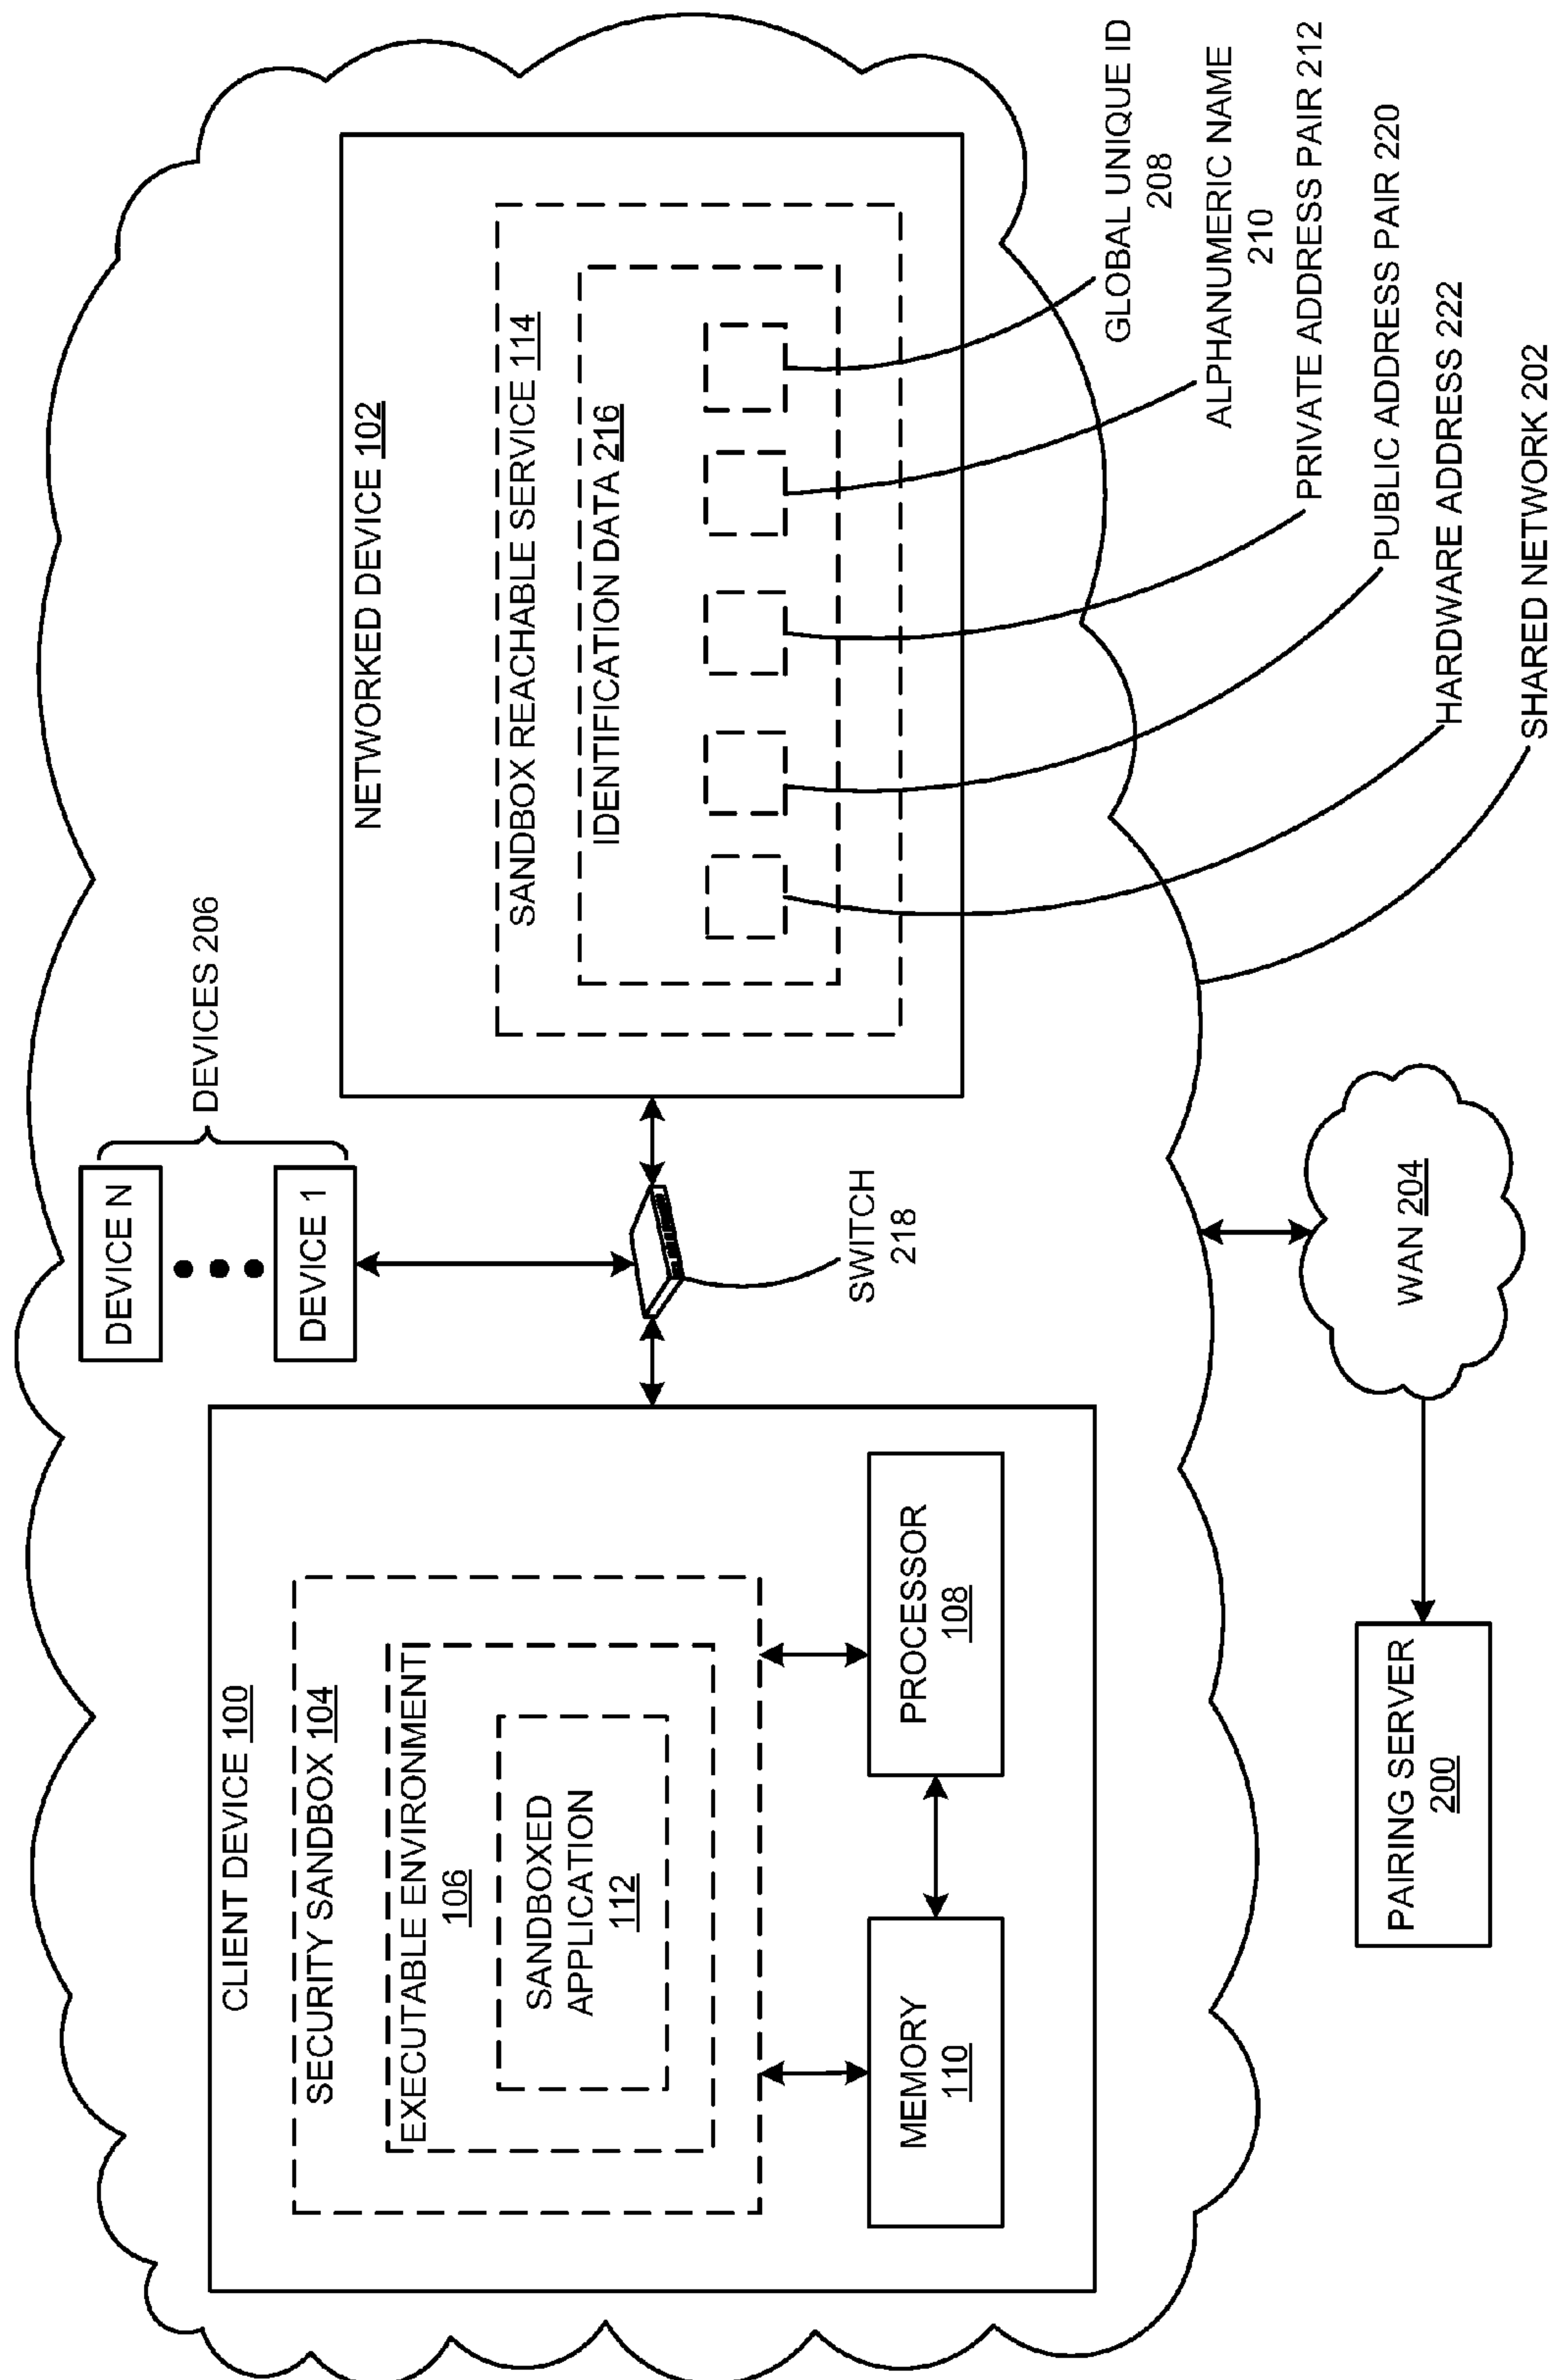 DEVICES 206
DEVICE N
DEVICE 1
CLIENT DEVICE 100
SECURITY SANDBOX 104
EXECUTABLE ENVIRONMENT
106
SANDBOXED
APPLICATION
112
MEMORY
110
PROCESSOR
108
SWITCH
218
NETWORKED DEVICE 102
SANDBOX REACHABLE SERVICE 114
IDENTIFICATION DATA 216
GLOBAL UNIQUE ID
208
ALPHANUMERIC NAME
210
PRIVATE ADDRESS PAIR 212
PUBLIC ADDRESS PAIR 220
HARDWARE ADDRESS 222
SHARED NETWORK 202
WAN 204
PAIRING SERVER
200